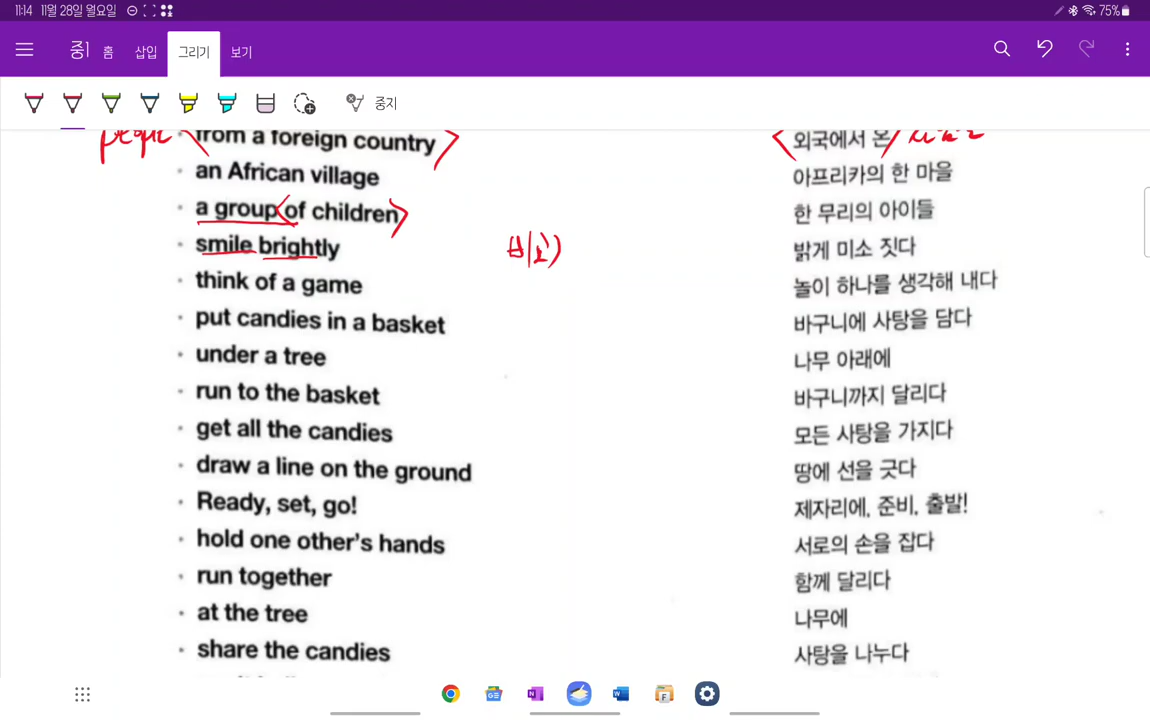 11:14 11월 28일 월요일 75%
중1 홈 삽입 그리기 보기
중지
people from a foreign country 외국에서 온
an African village 아프리카의 한 마을
a group of children 한 무리의 아이들
smile brightly 밝게 미소 짓다
think of a game 놀이 하나를 생각해 내다
put candies in a basket 바구니에 사탕을 담다
under a tree 나무 아래에
run to the basket 바구니까지 달리다
get all the candies 모든 사탕을 가지다
draw a line on the ground 땅에 선을 긋다
Ready, set, go! 제자리에, 준비, 출발!
hold one other's hands 서로의 손을 잡다
run together 함께 달리다
at the tree 나무에
share the candies 사탕을 나누다